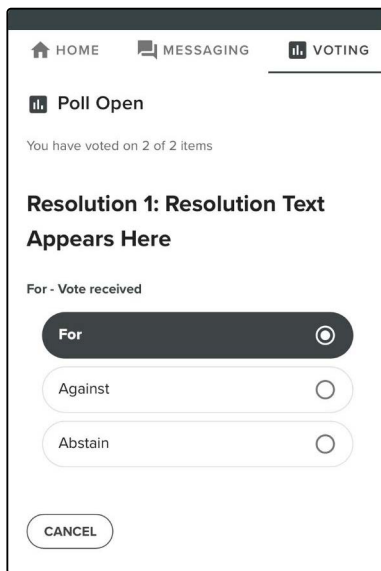 HOME MESSAGING VOTING
Poll Open
You have voted on 2 of 2 items
Resolution 1: Resolution Text
Appears Here
For - Vote received
For
Against
Abstain
CANCEL